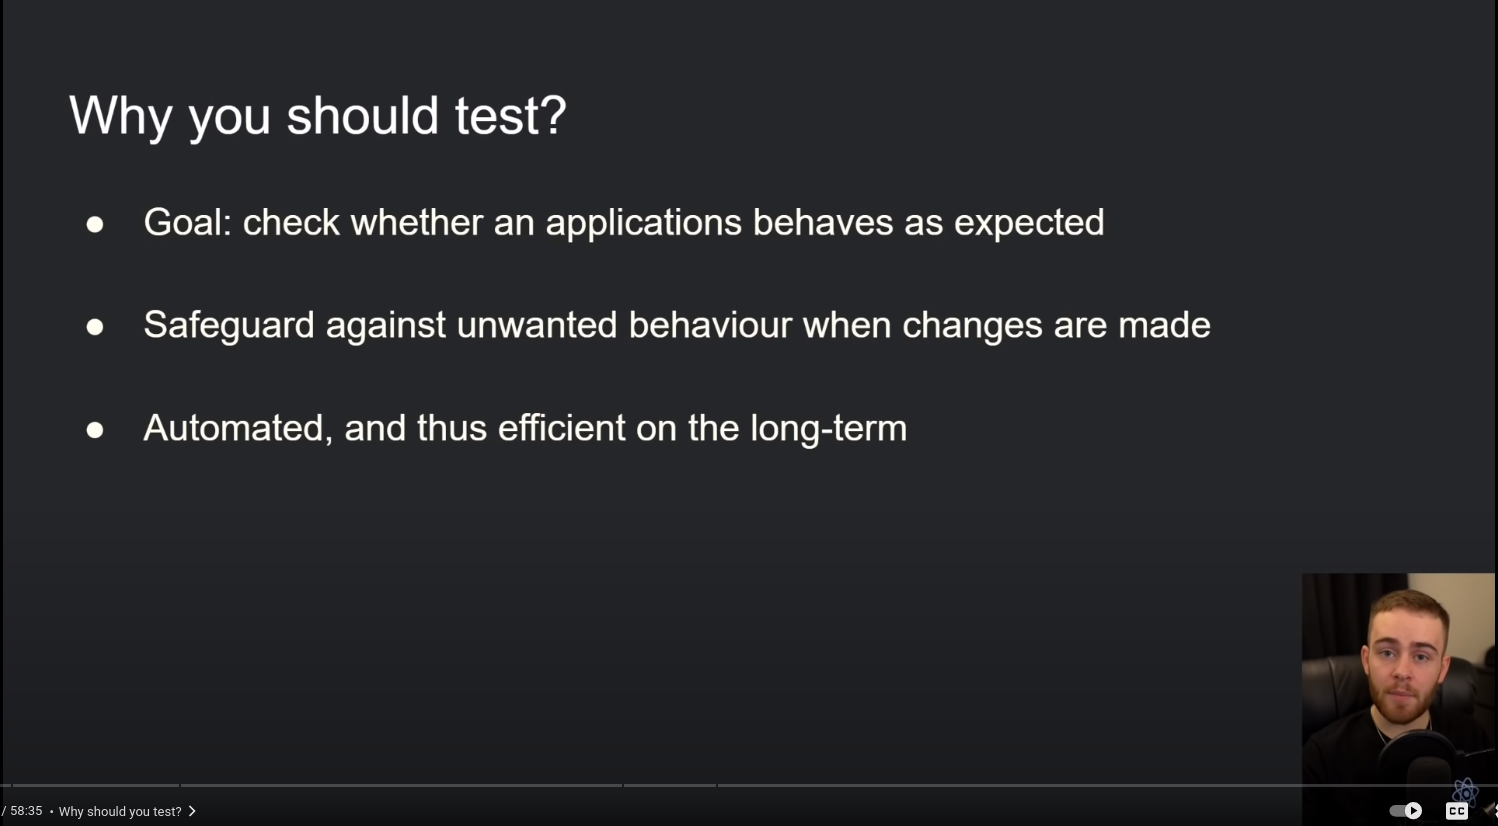 Why you should test?
● Goal: check whether an applications behaves as expected
● Safeguard against unwanted behaviour when changes are made
● Automated, and thus efficient on the long-term
/ 58:35 • Why should you test?
CC